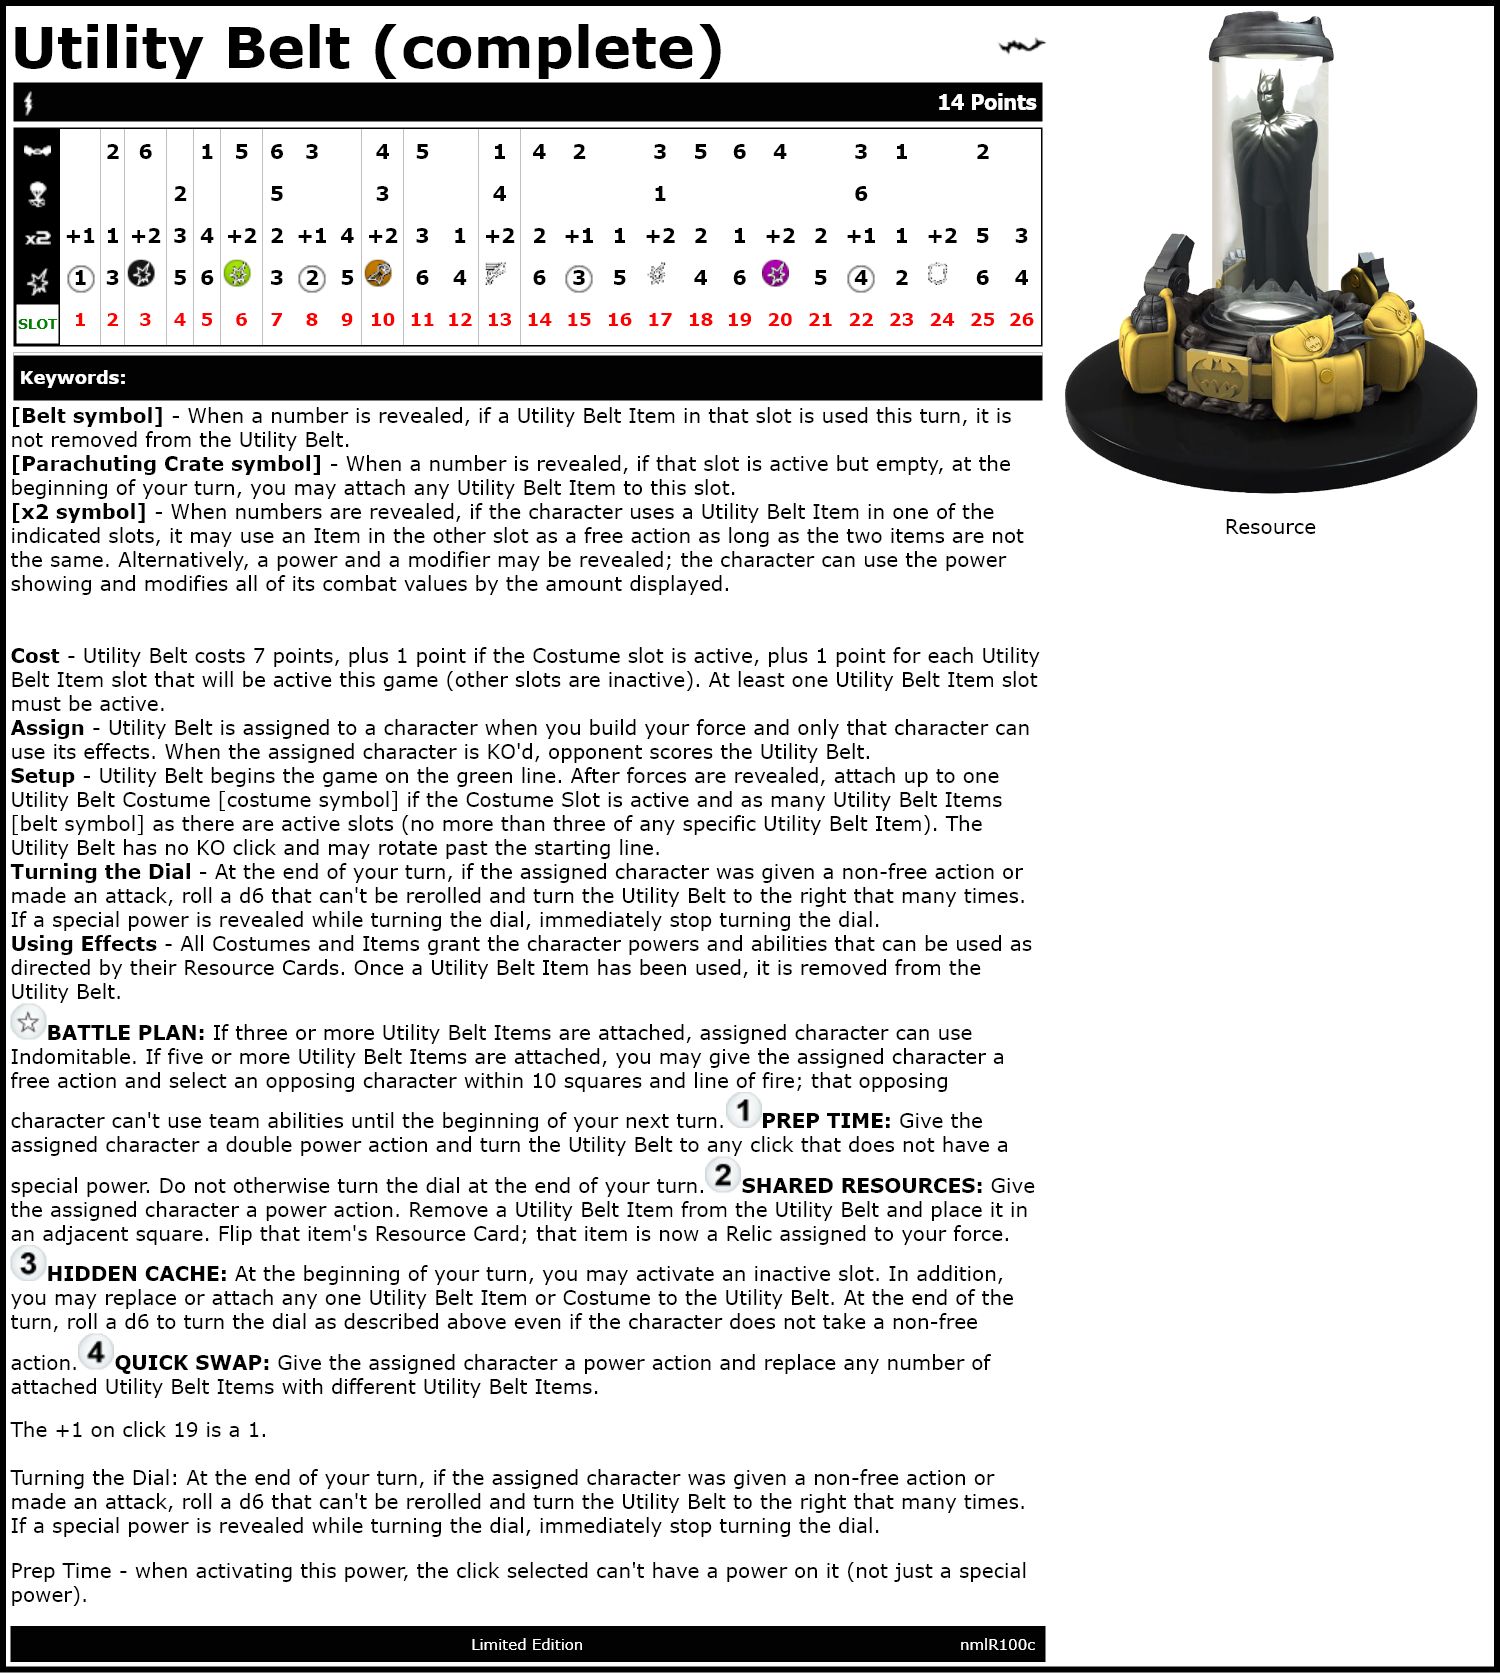 Utility Belt (complete)
14 Points
2 6 1 5 6 3 4 5 1 4 2 3 5 6 4 3 1 2
2 5 3 4 1 6
x2 +1 1 +2 3 4 +2 2 +1 4 +2 3 1 +2 2 +1 1 +2 2 1 +2 2 +1 1 +2 5 3
1 3 5 6 3 2 5 6 4 6 3 5 4 6 5 4 2 6 4
SLOT 1 2 3 4 5 6 7 8 9 10 11 12 13 14 15 16 17 18 19 20 21 22 23 24 25 26
Keywords:
[Belt symbol] - When a number is revealed, if a Utility Belt Item in that slot is used this turn, it is
not removed from the Utility Belt.
[Parachuting Crate symbol] - When a number is revealed, if that slot is active but empty, at the
beginning of your turn, you may attach any Utility Belt Item to this slot.
[x2 symbol] - When numbers are revealed, if the character uses a Utility Belt Item in one of the
indicated slots, it may use an Item in the other slot as a free action as long as the two items are not
the same. Alternatively, a power and a modifier may be revealed; the character can use the power
showing and modifies all of its combat values by the amount displayed.
Cost - Utility Belt costs 7 points, plus 1 point if the Costume slot is active, plus 1 point for each Utility
Belt Item slot that will be active this game (other slots are inactive). At least one Utility Belt Item slot
must be active.
Assign - Utility Belt is assigned to a character when you build your force and only that character can
use its effects. When the assigned character is KO'd, opponent scores the Utility Belt.
Setup - Utility Belt begins the game on the green line. After forces are revealed, attach up to one
Utility Belt Costume [costume symbol] if the Costume Slot is active and as many Utility Belt Items
[belt symbol] as there are active slots (no more than three of any specific Utility Belt Item). The
Utility Belt has no KO click and may rotate past the starting line.
Turning the Dial - At the end of your turn, if the assigned character was given a non-free action or
made an attack, roll a d6 that can't be rerolled and turn the Utility Belt to the right that many times.
If a special power is revealed while turning the dial, immediately stop turning the dial.
Using Effects - All Costumes and Items grant the character powers and abilities that can be used as
directed by their Resource Cards. Once a Utility Belt Item has been used, it is removed from the
Utility Belt.
BATTLE PLAN: If three or more Utility Belt Items are attached, assigned character can use
Indomitable. If five or more Utility Belt Items are attached, you may give the assigned character a
free action and select an opposing character within 10 squares and line of fire; that opposing
character can't use team abilities until the beginning of your next turn. 1 PREP TIME: Give the
assigned character a double power action and turn the Utility Belt to any click that does not have a
special power. Do not otherwise turn the dial at the end of your turn. 2 SHARED RESOURCES: Give
the assigned character a power action. Remove a Utility Belt Item from the Utility Belt and place it in
an adjacent square. Flip that item's Resource Card; that item is now a Relic assigned to your force.
3 HIDDEN CACHE: At the beginning of your turn, you may activate an inactive slot. In addition,
you may replace or attach any one Utility Belt Item or Costume to the Utility Belt. At the end of the
turn, roll a d6 to turn the dial as described above even if the character does not take a non-free
action. 4 QUICK SWAP: Give the assigned character a power action and replace any number of
attached Utility Belt Items with different Utility Belt Items.
The +1 on click 19 is a 1.
Turning the Dial: At the end of your turn, if the assigned character was given a non-free action or
made an attack, roll a d6 that can't be rerolled and turn the Utility Belt to the right that many times.
If a special power is revealed while turning the dial, immediately stop turning the dial.
Prep Time - when activating this power, the click selected can't have a power on it (not just a special
power).
Limited Edition nmlR100c
Resource